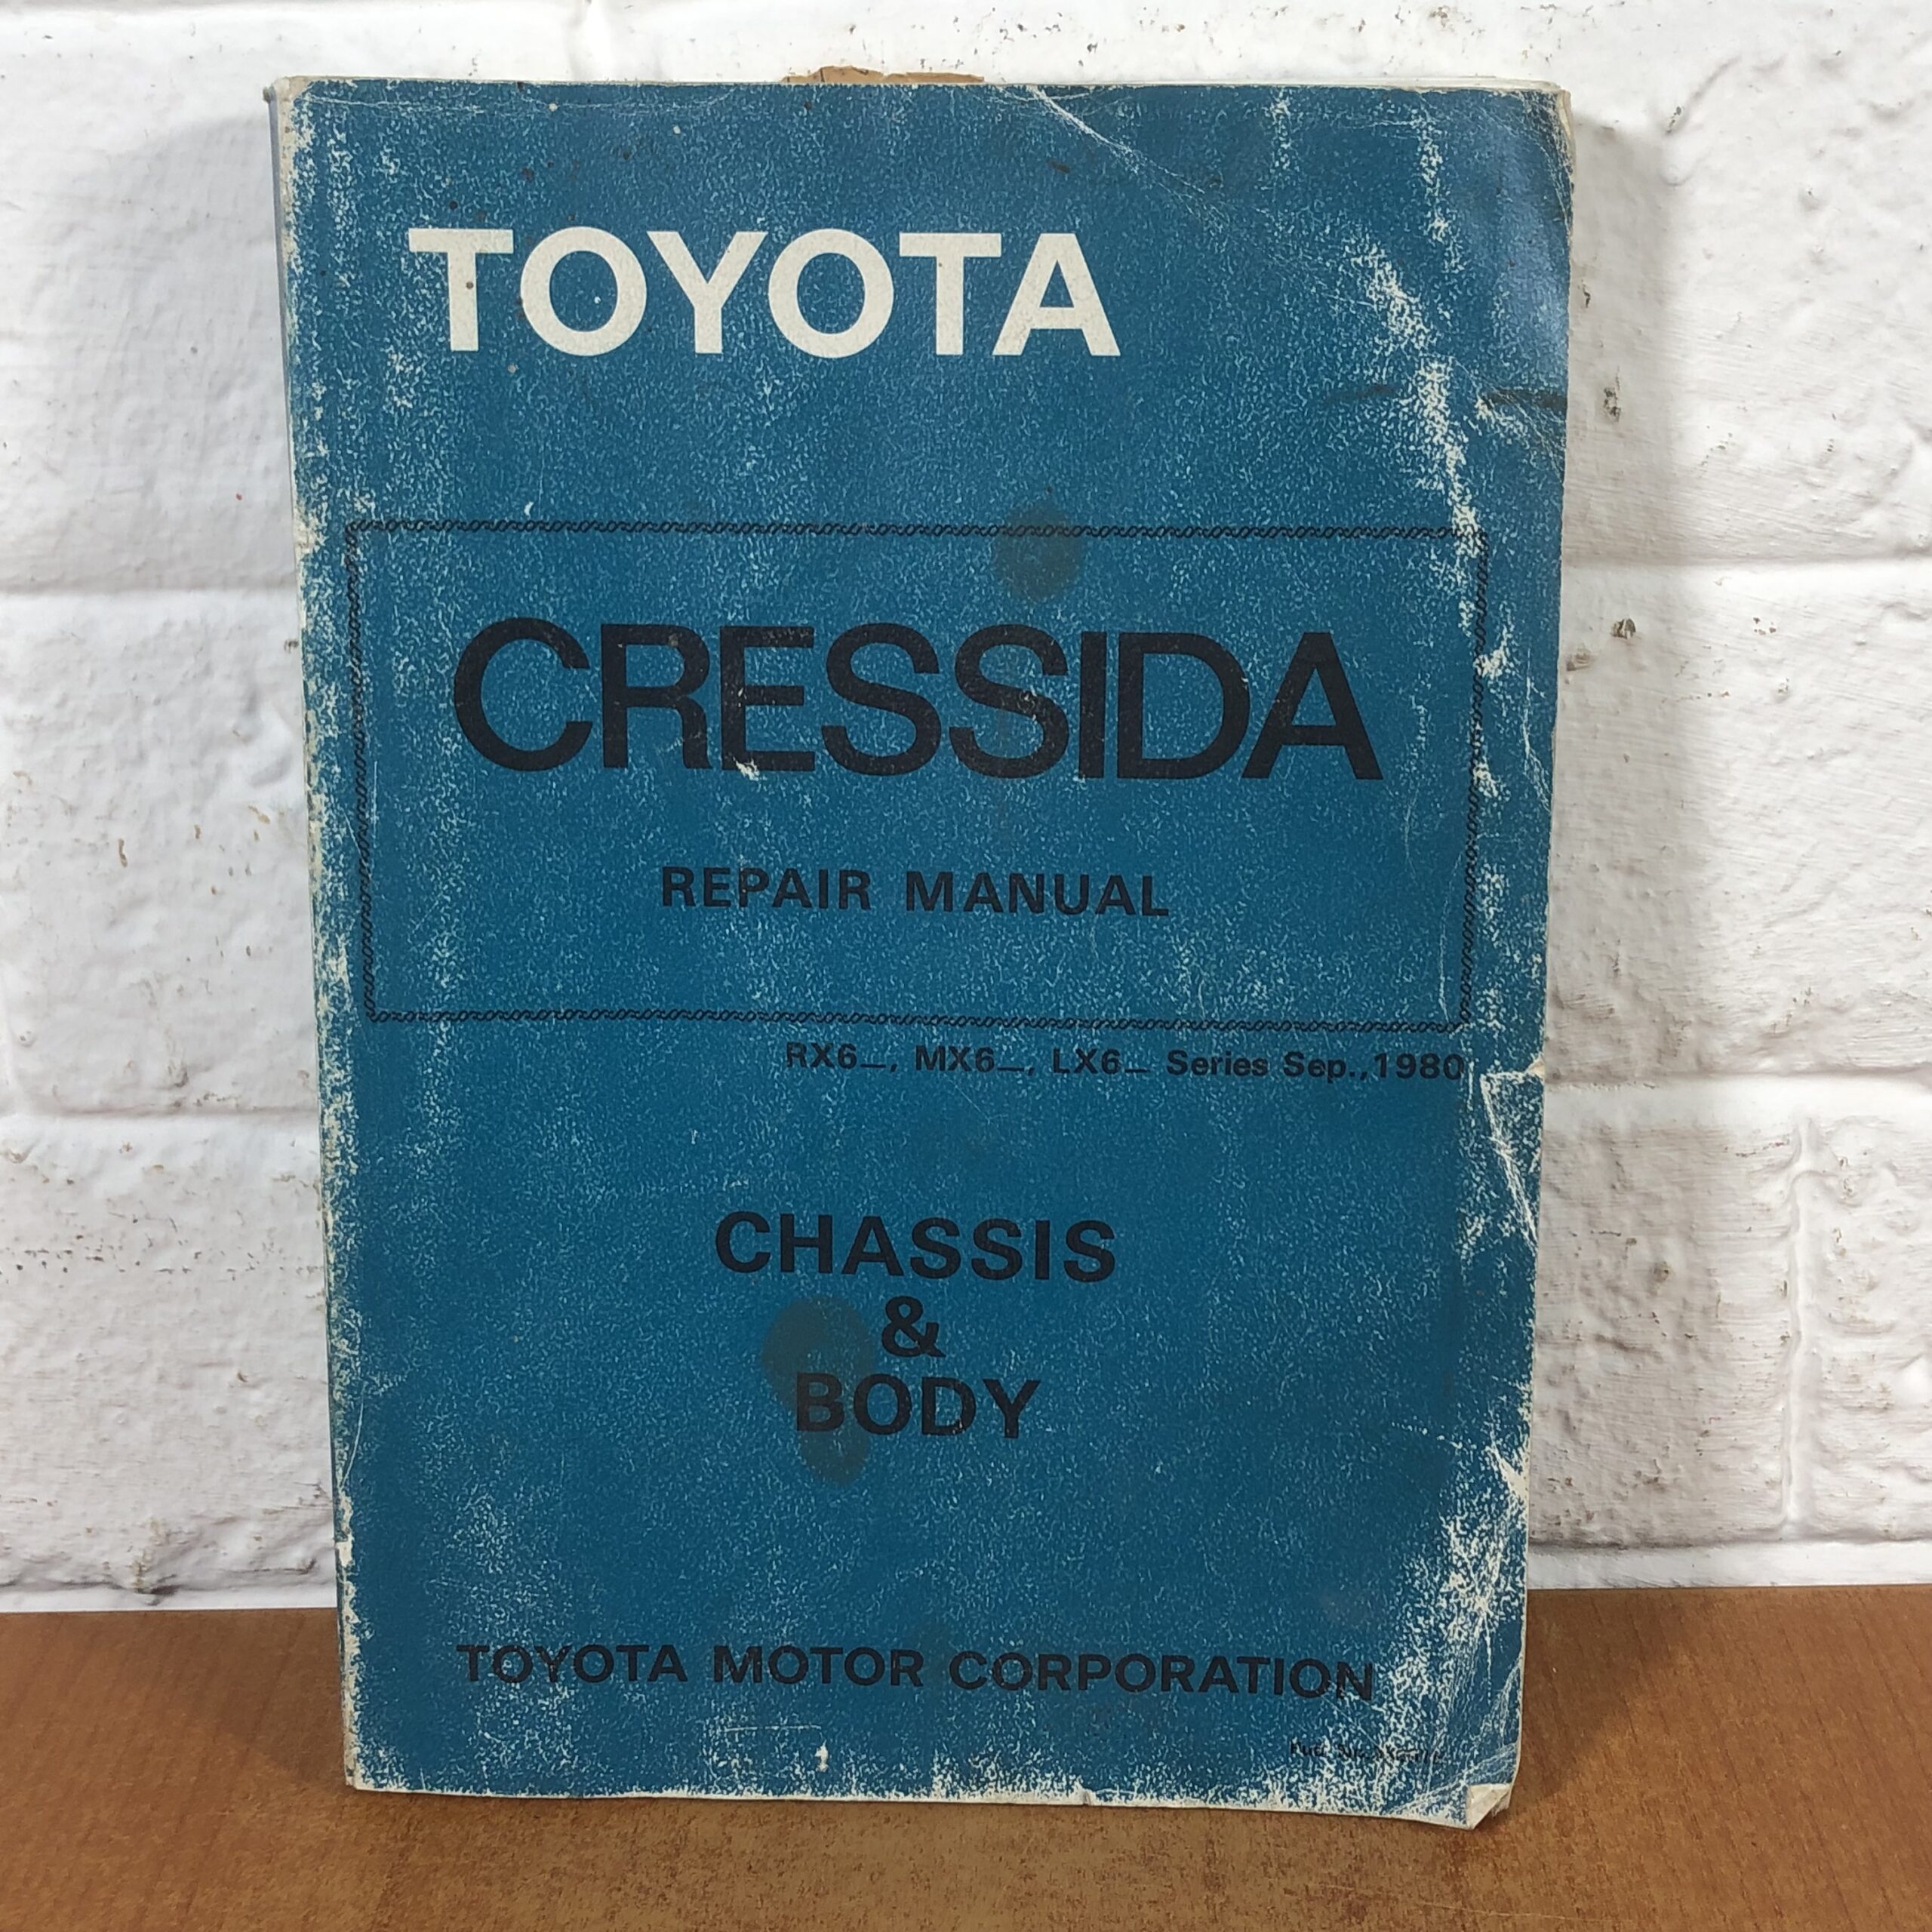 TOYOTA
CRESSIDA
REPAIR MANUAL
RX6_, MX6_, LX6_ Series Sep.,1980
CHASSIS
&
BODY
TOYOTA MOTOR CORPORATION